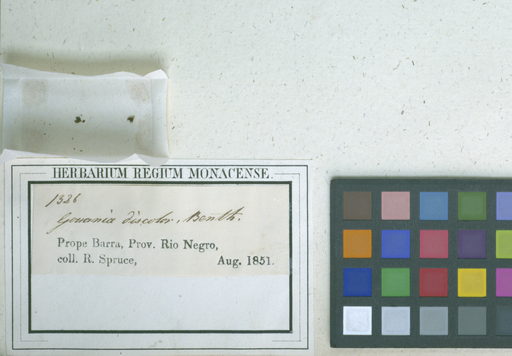 HERBARIUM REGIUM MONACENSE.
1326
Gouania discolor, Benth.
Prope Barra, Prov. Rio Negro,
coll. R. Spruce, Aug. 1851.